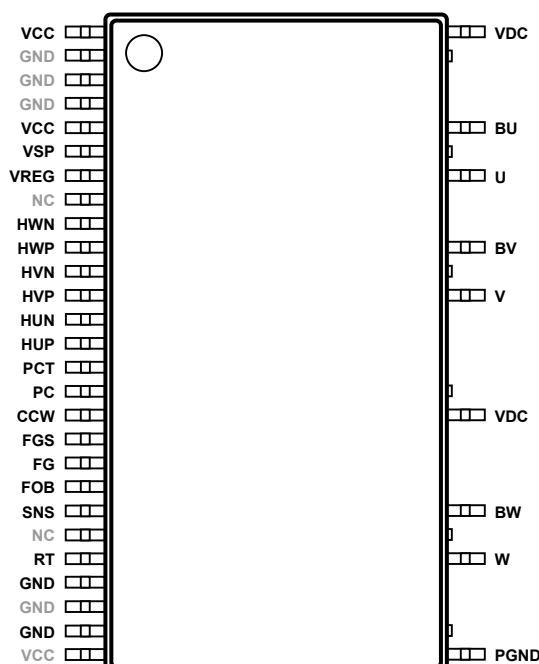 VCC
GND
GND
GND
VCC
VSP
VREG
NC
HWN
HWP
HVN
HVP
HUN
HUP
PCT
PC
CCW
FGS
FG
FOB
SNS
NC
RT
GND
GND
GND
VCC
VDC
BU
U
BV
V
VDC
BW
W
PGND